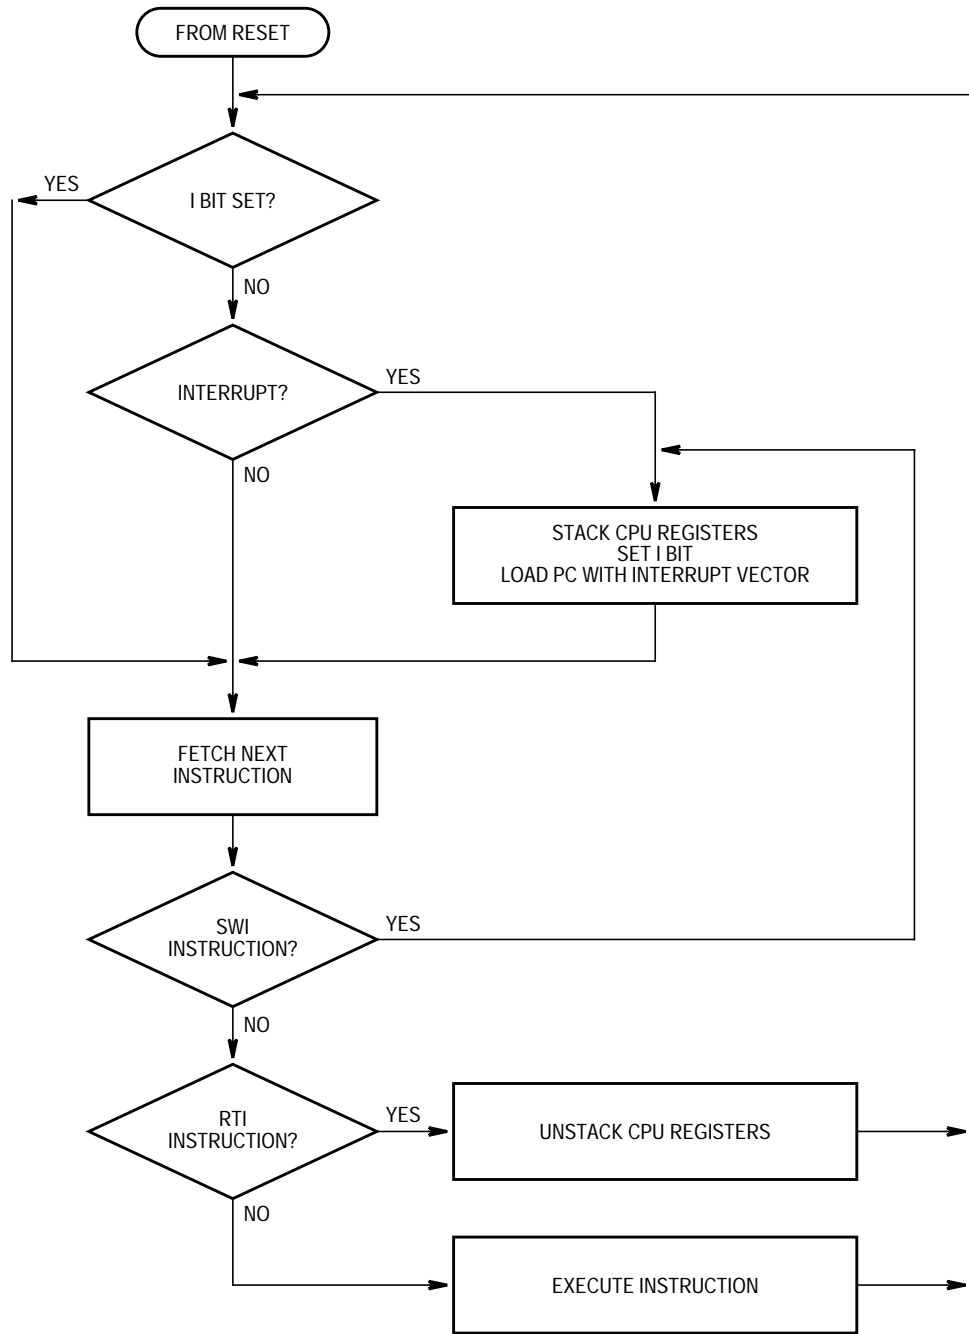 FROM RESET
YES
I BIT SET?
NO
INTERRUPT?
YES
NO
STACK CPU REGISTERS
SET I BIT
LOAD PC WITH INTERRUPT VECTOR
FETCH NEXT
INSTRUCTION
SWI
INSTRUCTION?
YES
NO
RTI
INSTRUCTION?
YES
UNSTACK CPU REGISTERS
NO
EXECUTE INSTRUCTION